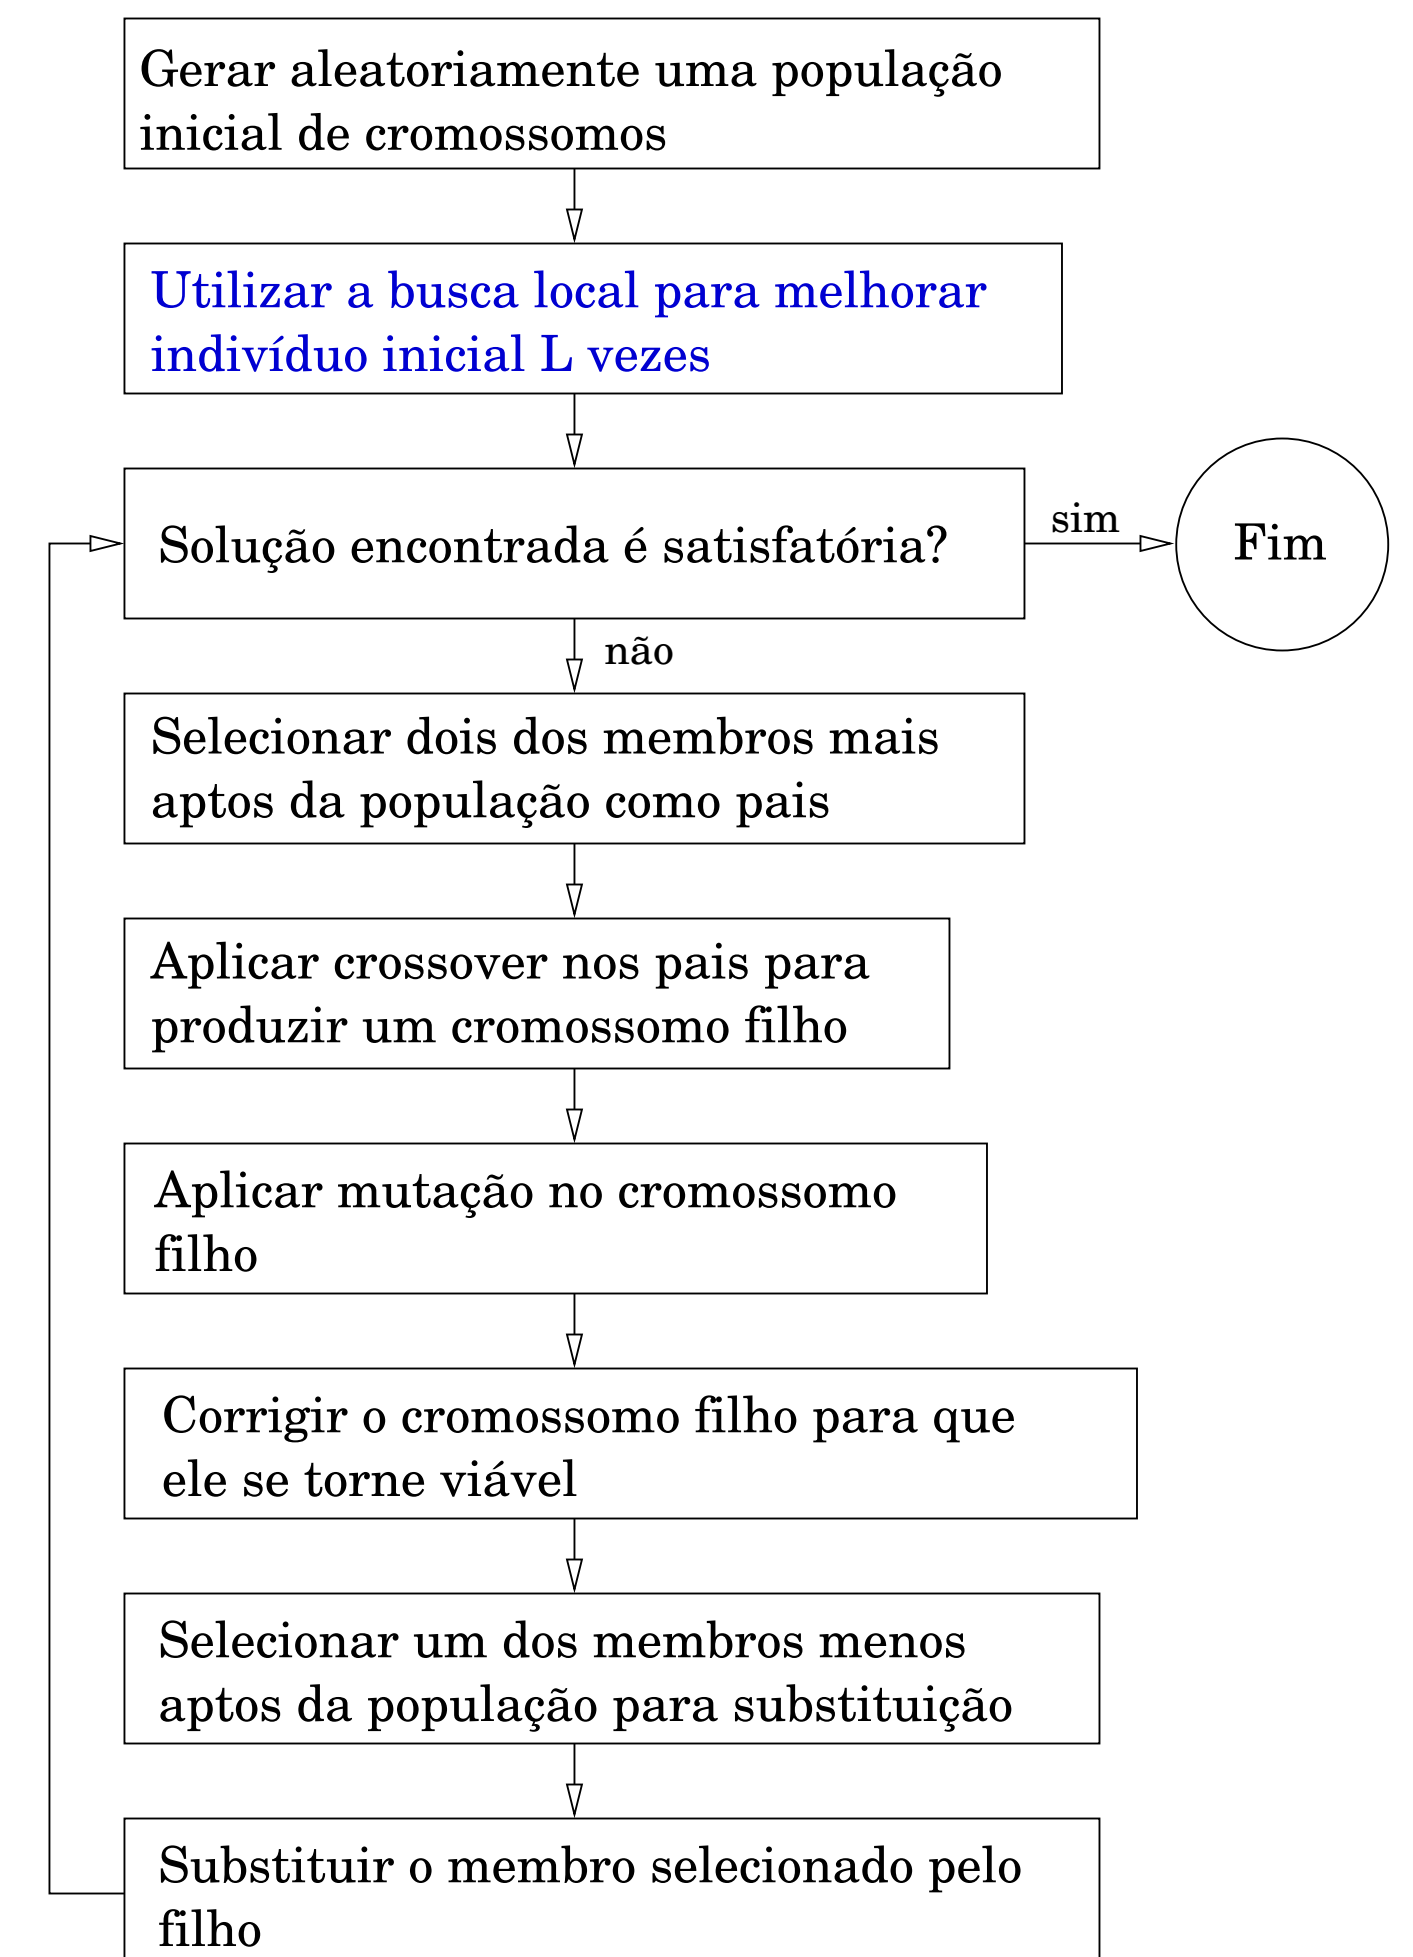 Gerar aleatoriamente uma população
inicial de cromossomos
Utilizar a busca local para melhorar
indivíduo inicial L vezes
Solução encontrada é satisfatória?
sim
Fim
não
Selecionar dois dos membros mais
aptos da população como pais
Aplicar crossover nos pais para
produzir um cromossomo filho
Aplicar mutação no cromossomo
filho
Corrigir o cromossomo filho para que
ele se torne viável
Selecionar um dos membros menos
aptos da população para substituição
Substituir o membro selecionado pelo
filho